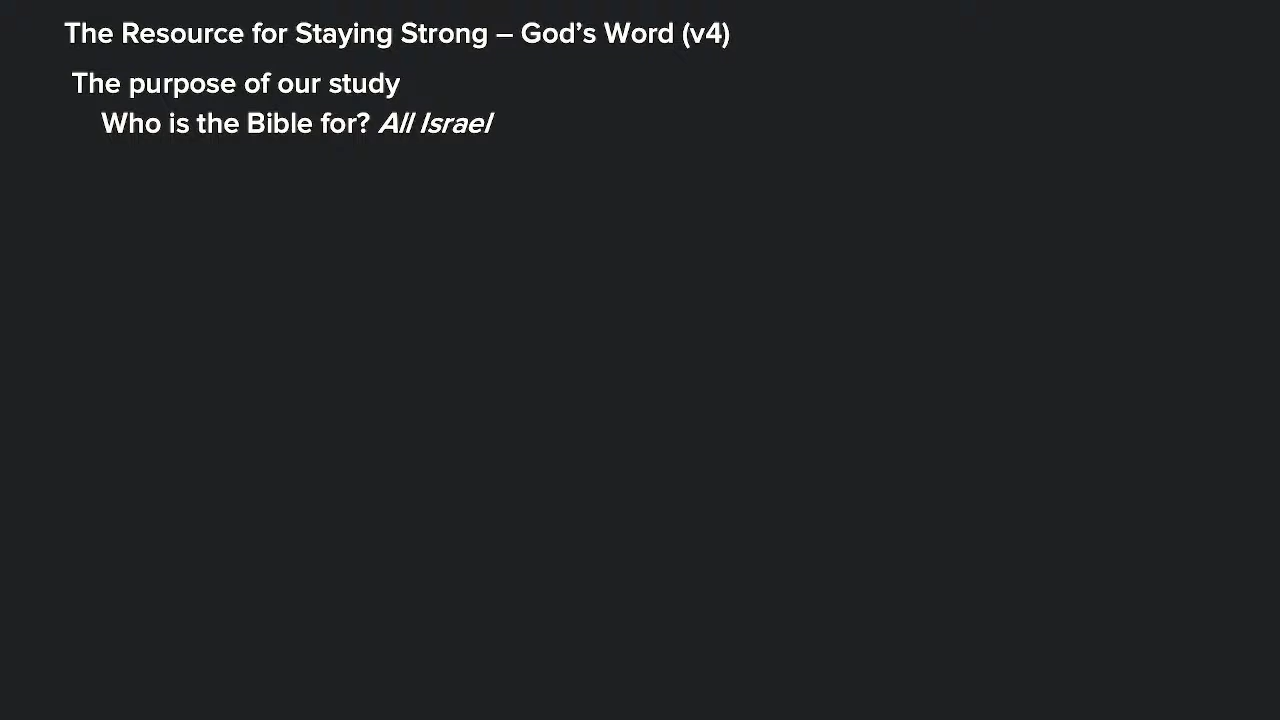 The Resource for Staying Strong – God’s Word (v4)
The purpose of our study
Who is the Bible for? All Israel